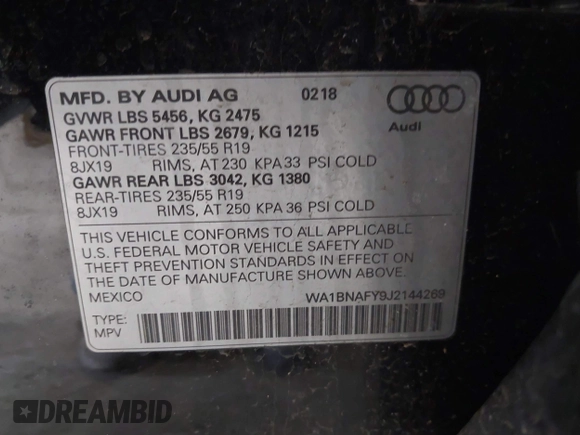 MFD. BY AUDI AG 0218
GVWR LBS 5456, KG 2475
GAWR FRONT LBS 2679, KG 1215
FRONT-TIRES 235/55 R19
8JX19 RIMS, AT 230 KPA 33 PSI COLD
GAWR REAR LBS 3042, KG 1380
REAR-TIRES 235/55 R19
8JX19 RIMS, AT 250 KPA 36 PSI COLD
Audi
THIS VEHICLE CONFORMS TO ALL APPLICABLE
U.S. FEDERAL MOTOR VEHICLE SAFETY AND
THEFT PREVENTION STANDARDS IN EFFECT ON
THE DATE OF MANUFACTURE SHOWN ABOVE.
MEXICO WA1BNAFY9J2144269
TYPE:
MPV
DREAMBID